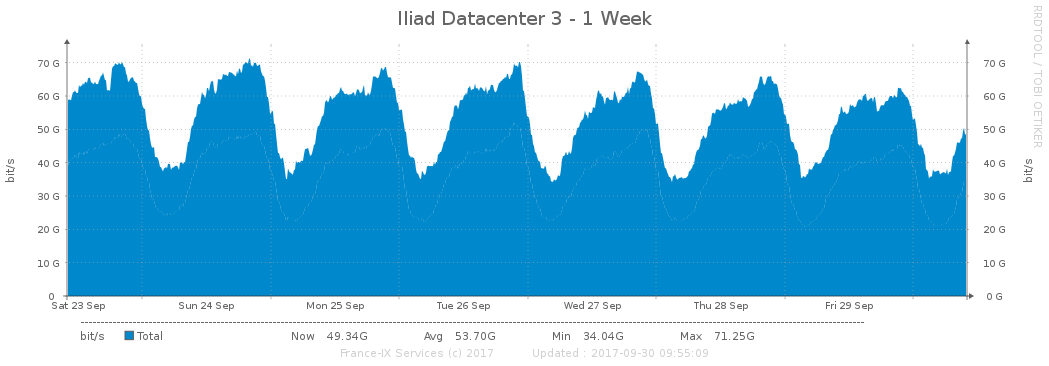 Iliad Datacenter 3 - 1 Week
RRDTOOL / TOBI OETIKER
bit/s
bit/s
70 G 70 G
60 G 60 G
50 G 50 G
40 G 40 G
30 G 30 G
20 G 20 G
10 G 10 G
0 0 G
Sat 23 Sep Sun 24 Sep Mon 25 Sep Tue 26 Sep Wed 27 Sep Thu 28 Sep Fri 29 Sep
bit/s Total Now 49.34G Avg 53.70G Min 34.04G Max 71.25G
France-IX Services (c) 2017 Updated : 2017-09-30 09:55:09